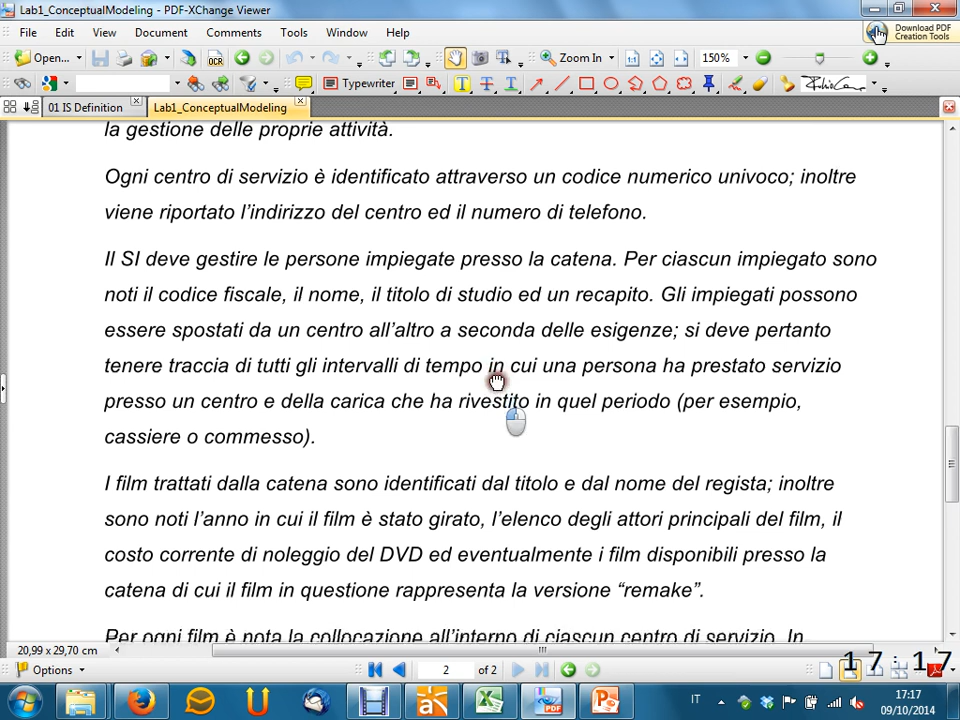 Lab1_ConceptualModeling - PDF-XChange Viewer
File Edit View Document Comments Tools Window Help
Download PDF
Creation Tools
Open... OCR Zoom In 150%
Typewriter
01 IS Definition Lab1_ConceptualModeling
la gestione delle proprie attività.
Ogni centro di servizio è identificato attraverso un codice numerico univoco; inoltre
viene riportato l'indirizzo del centro ed il numero di telefono.
Il SI deve gestire le persone impiegate presso la catena. Per ciascun impiegato sono
noti il codice fiscale, il nome, il titolo di studio ed un recapito. Gli impiegati possono
essere spostati da un centro all'altro a seconda delle esigenze; si deve pertanto
tenere traccia di tutti gli intervalli di tempo in cui una persona ha prestato servizio
presso un centro e della carica che ha rivestito in quel periodo (per esempio,
cassiere o commesso).
I film trattati dalla catena sono identificati dal titolo e dal nome del regista; inoltre
sono noti l'anno in cui il film è stato girato, l'elenco degli attori principali del film, il
costo corrente di noleggio del DVD ed eventualmente i film disponibili presso la
catena di cui il film in questione rappresenta la versione “remake”.
Per ogni film è nota la collocazione all'interno di ciascun centro di servizio. In
20,99 x 29,70 cm
Options 2 of 2 17:17
IT 17:17
09/10/2014